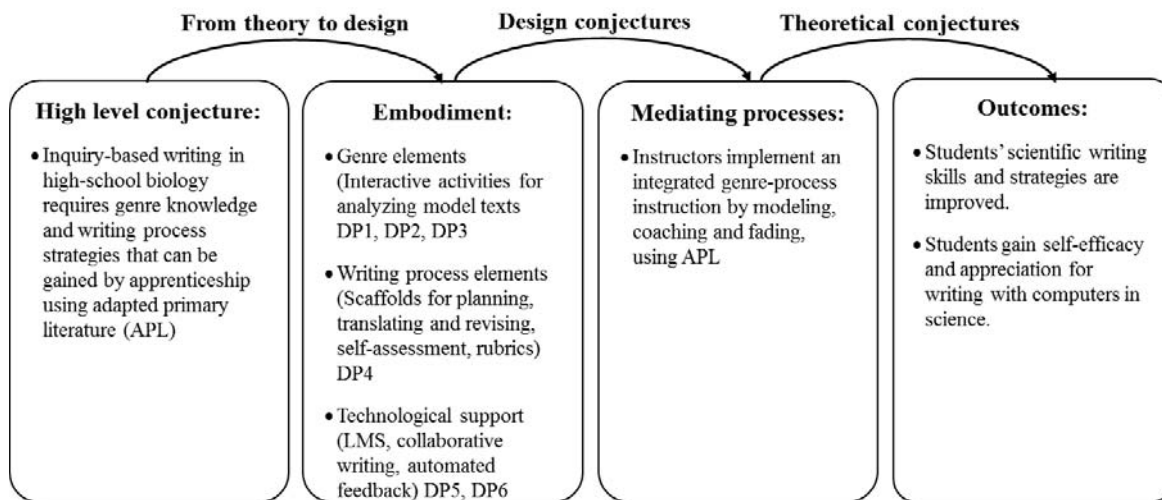 From theory to design
Design conjectures
Theoretical conjectures
High level conjecture:
• Inquiry-based writing in
high-school biology
requires genre knowledge
and writing process
strategies that can be
gained by apprenticeship
using adapted primary
literature (APL)
Embodiment:
• Genre elements
(Interactive activities for
analyzing model texts
DP1, DP2, DP3
• Writing process elements
(Scaffolds for planning,
translating and revising,
self-assessment, rubrics)
DP4
• Technological support
(LMS, collaborative
writing, automated
feedback) DP5, DP6
Mediating processes:
• Instructors implement an
integrated genre-process
instruction by modeling,
coaching and fading,
using APL
Outcomes:
• Students’ scientific writing
skills and strategies are
improved.
• Students gain self-efficacy
and appreciation for
writing with computers in
science.